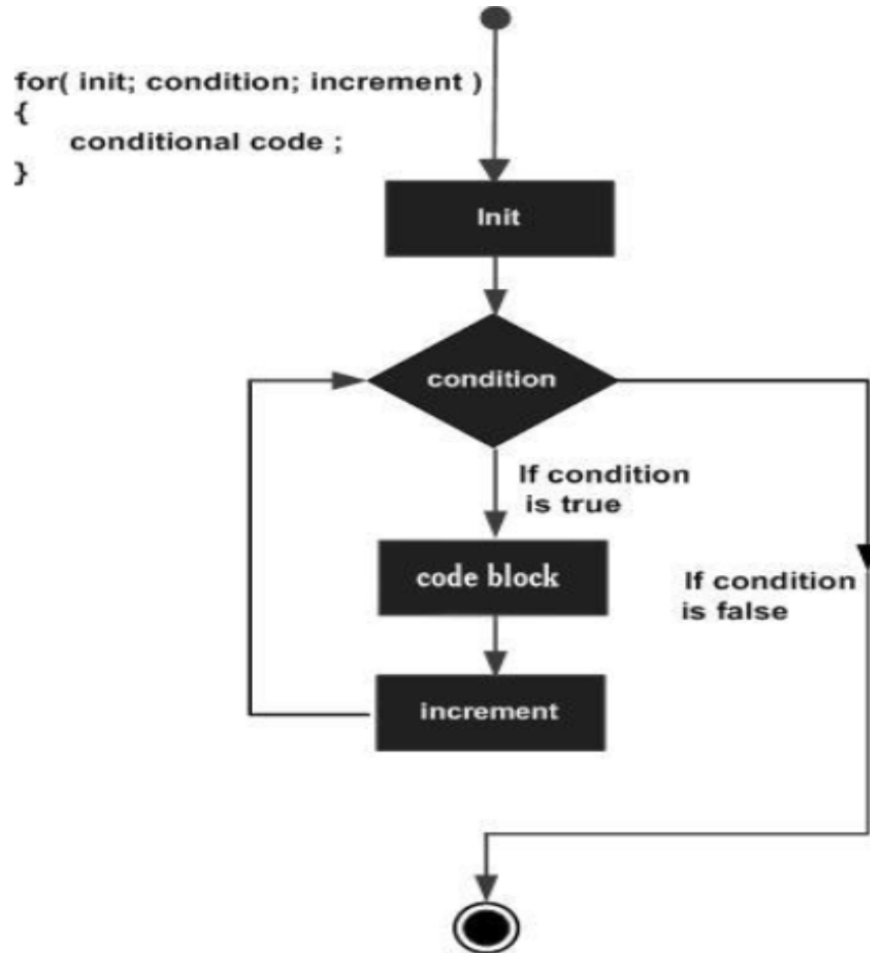 for( init; condition; increment )
{
conditional code ;
}
Init
condition
If condition
is true
code block
If condition
is false
increment